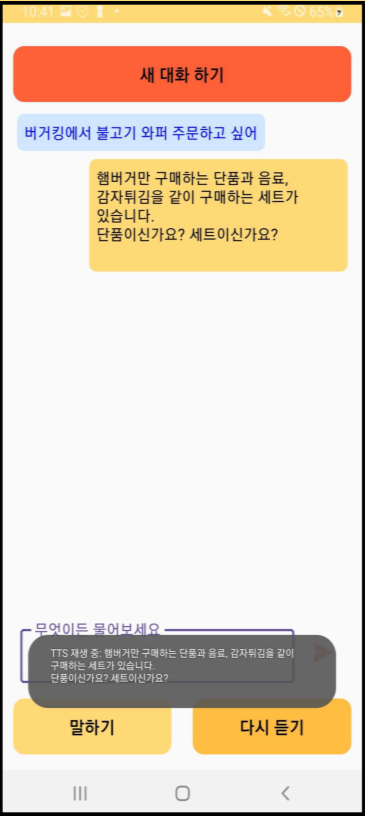 10:41
65%
새 대화 하기
버거킹에서 불고기 와퍼 주문하고 싶어
햄버거만 구매하는 단품과 음료,
감자튀김을 같이 구매하는 세트가
있습니다.
단품이신가요? 세트이신가요?
무엇이든 물어보세요
TTS 재생 중: 햄버거만 구매하는 단품과 음료, 감자튀김을 같이
구매하는 세트가 있습니다.
단품이신가요? 세트이신가요?
말하기
다시 듣기